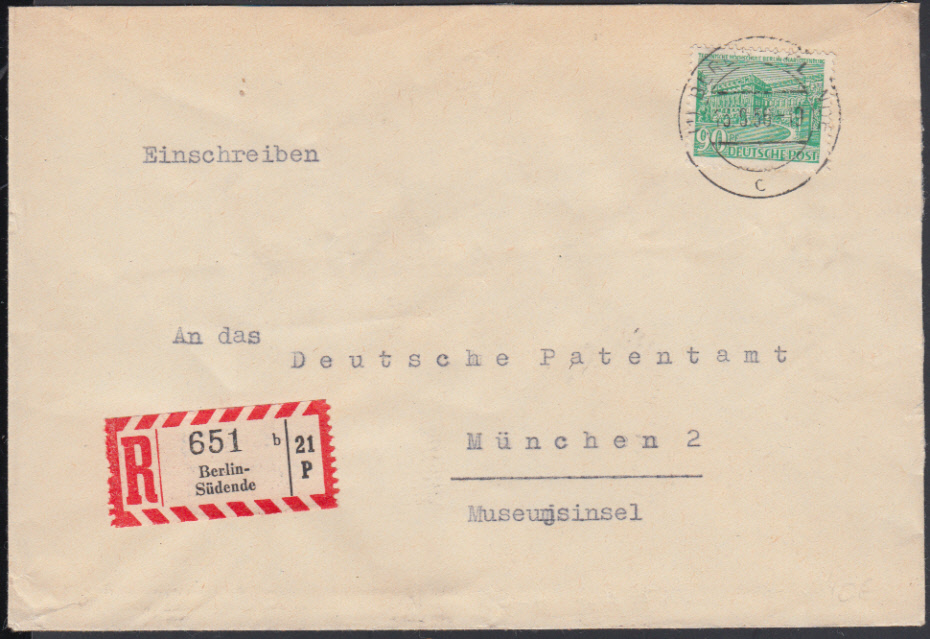 Einschreiben
90
DEUTSCHE POST
c
An das
Deutsche Patentamt
München 2
Museumsinsel
R
651 b
Berlin-
Südende
21
P